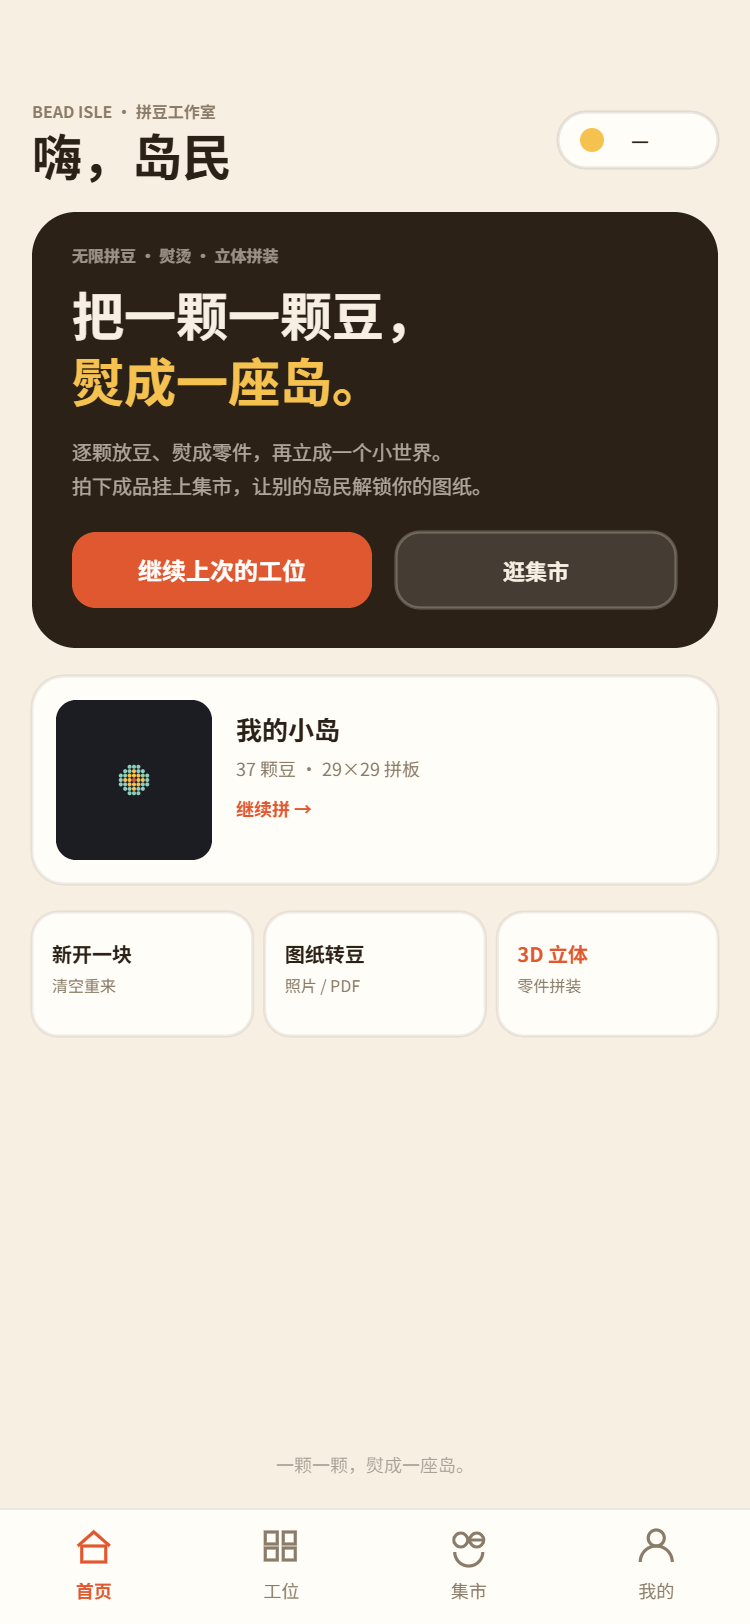 BEAD ISLE · 拼豆工作室
嗨，岛民
—
无限拼豆 · 熨烫 · 立体拼装
把一颗一颗豆，
熨成一座岛。
逐颗放豆、熨成零件，再立成一个小世界。
拍下成品挂上集市，让别的岛民解锁你的图纸。
继续上次的工位
逛集市
我的小岛
37 颗豆 · 29×29 拼板
继续拼 →
新开一块
清空重来
图纸转豆
照片 / PDF
3D 立体
零件拼装
一颗一颗，熨成一座岛。
首页
工位
集市
我的